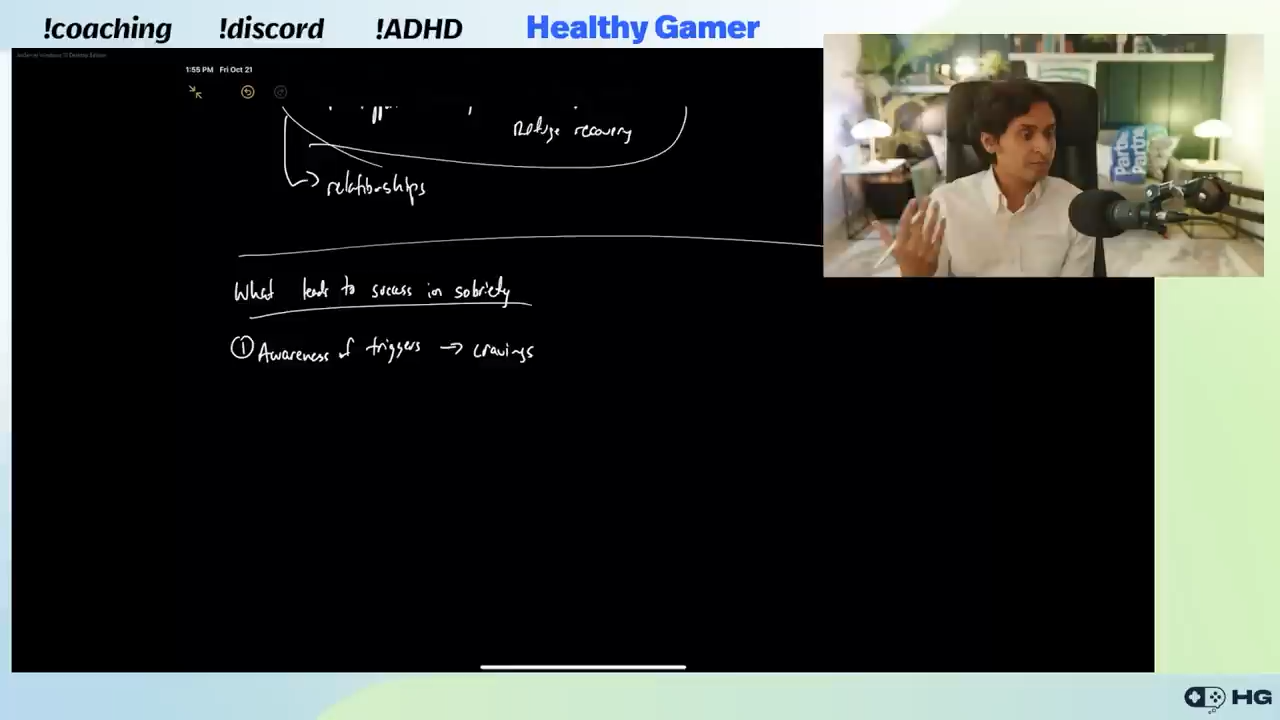 !coaching !discord !ADHD Healthy Gamer
1:55 PM Fri Oct 21
Refuge recovery
relationships
What leads to success in sobriety
① Awareness of triggers → cravings
HG